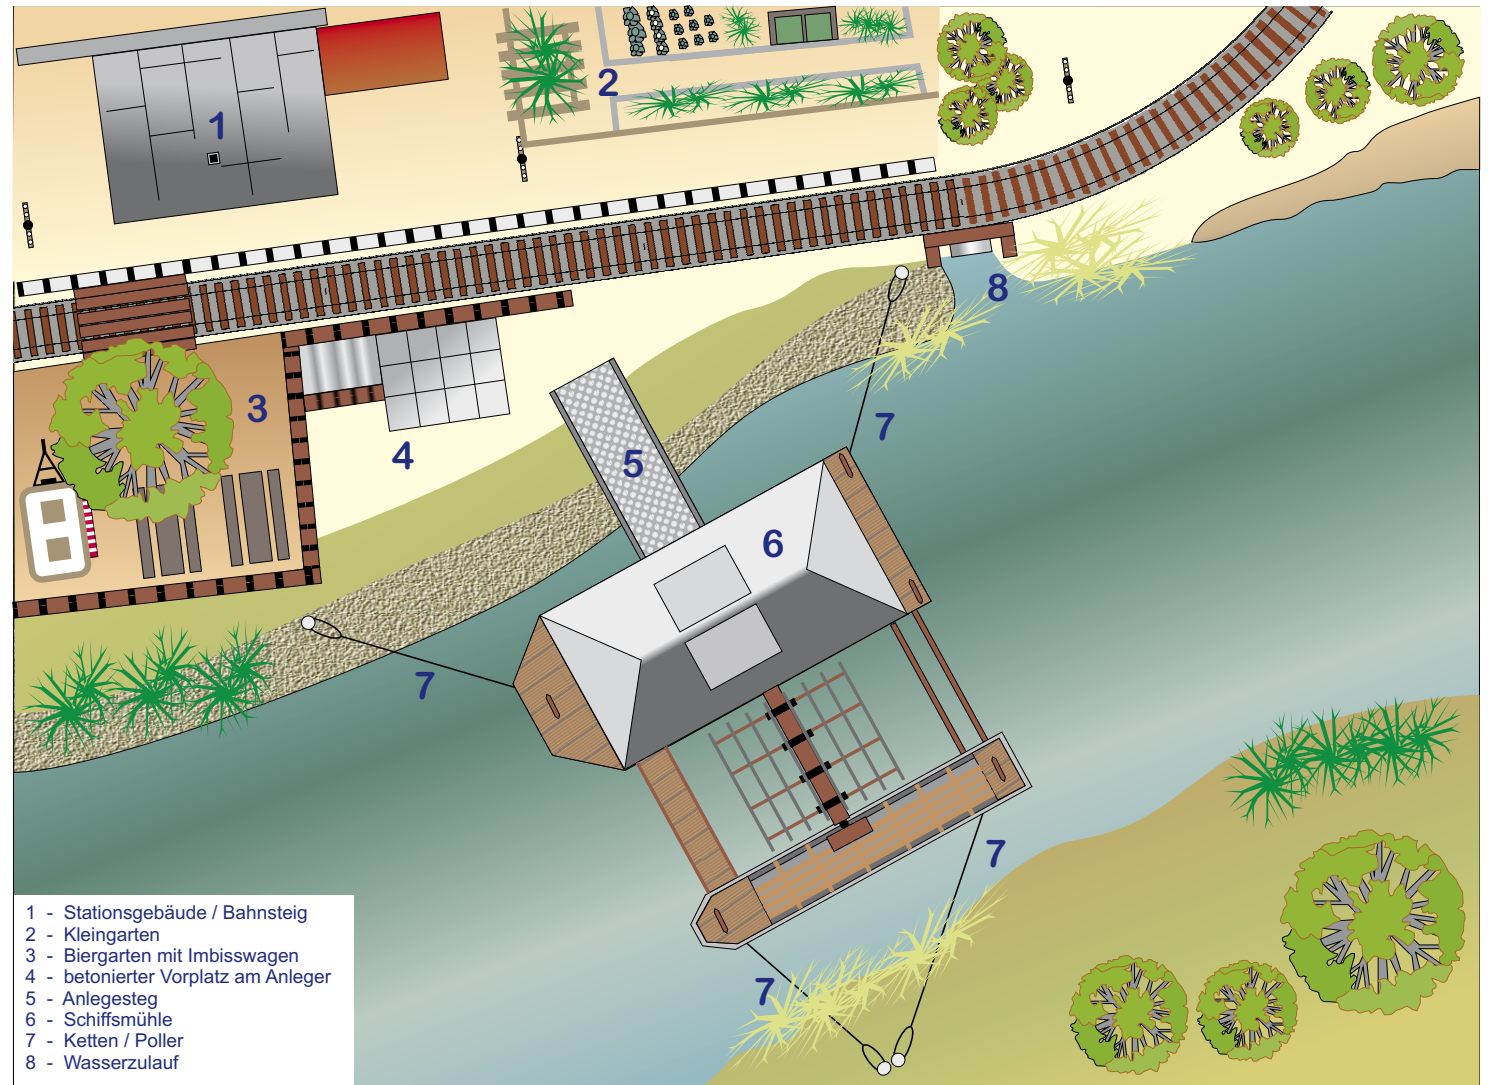 1
2
3
4
5
6
7
7
7
7
8
1 - Stationsgebäude / Bahnsteig
2 - Kleingarten
3 - Biergarten mit Imbisswagen
4 - betonierter Vorplatz am Anleger
5 - Anlegesteg
6 - Schiffsmühle
7 - Ketten / Poller
8 - Wasserzulauf